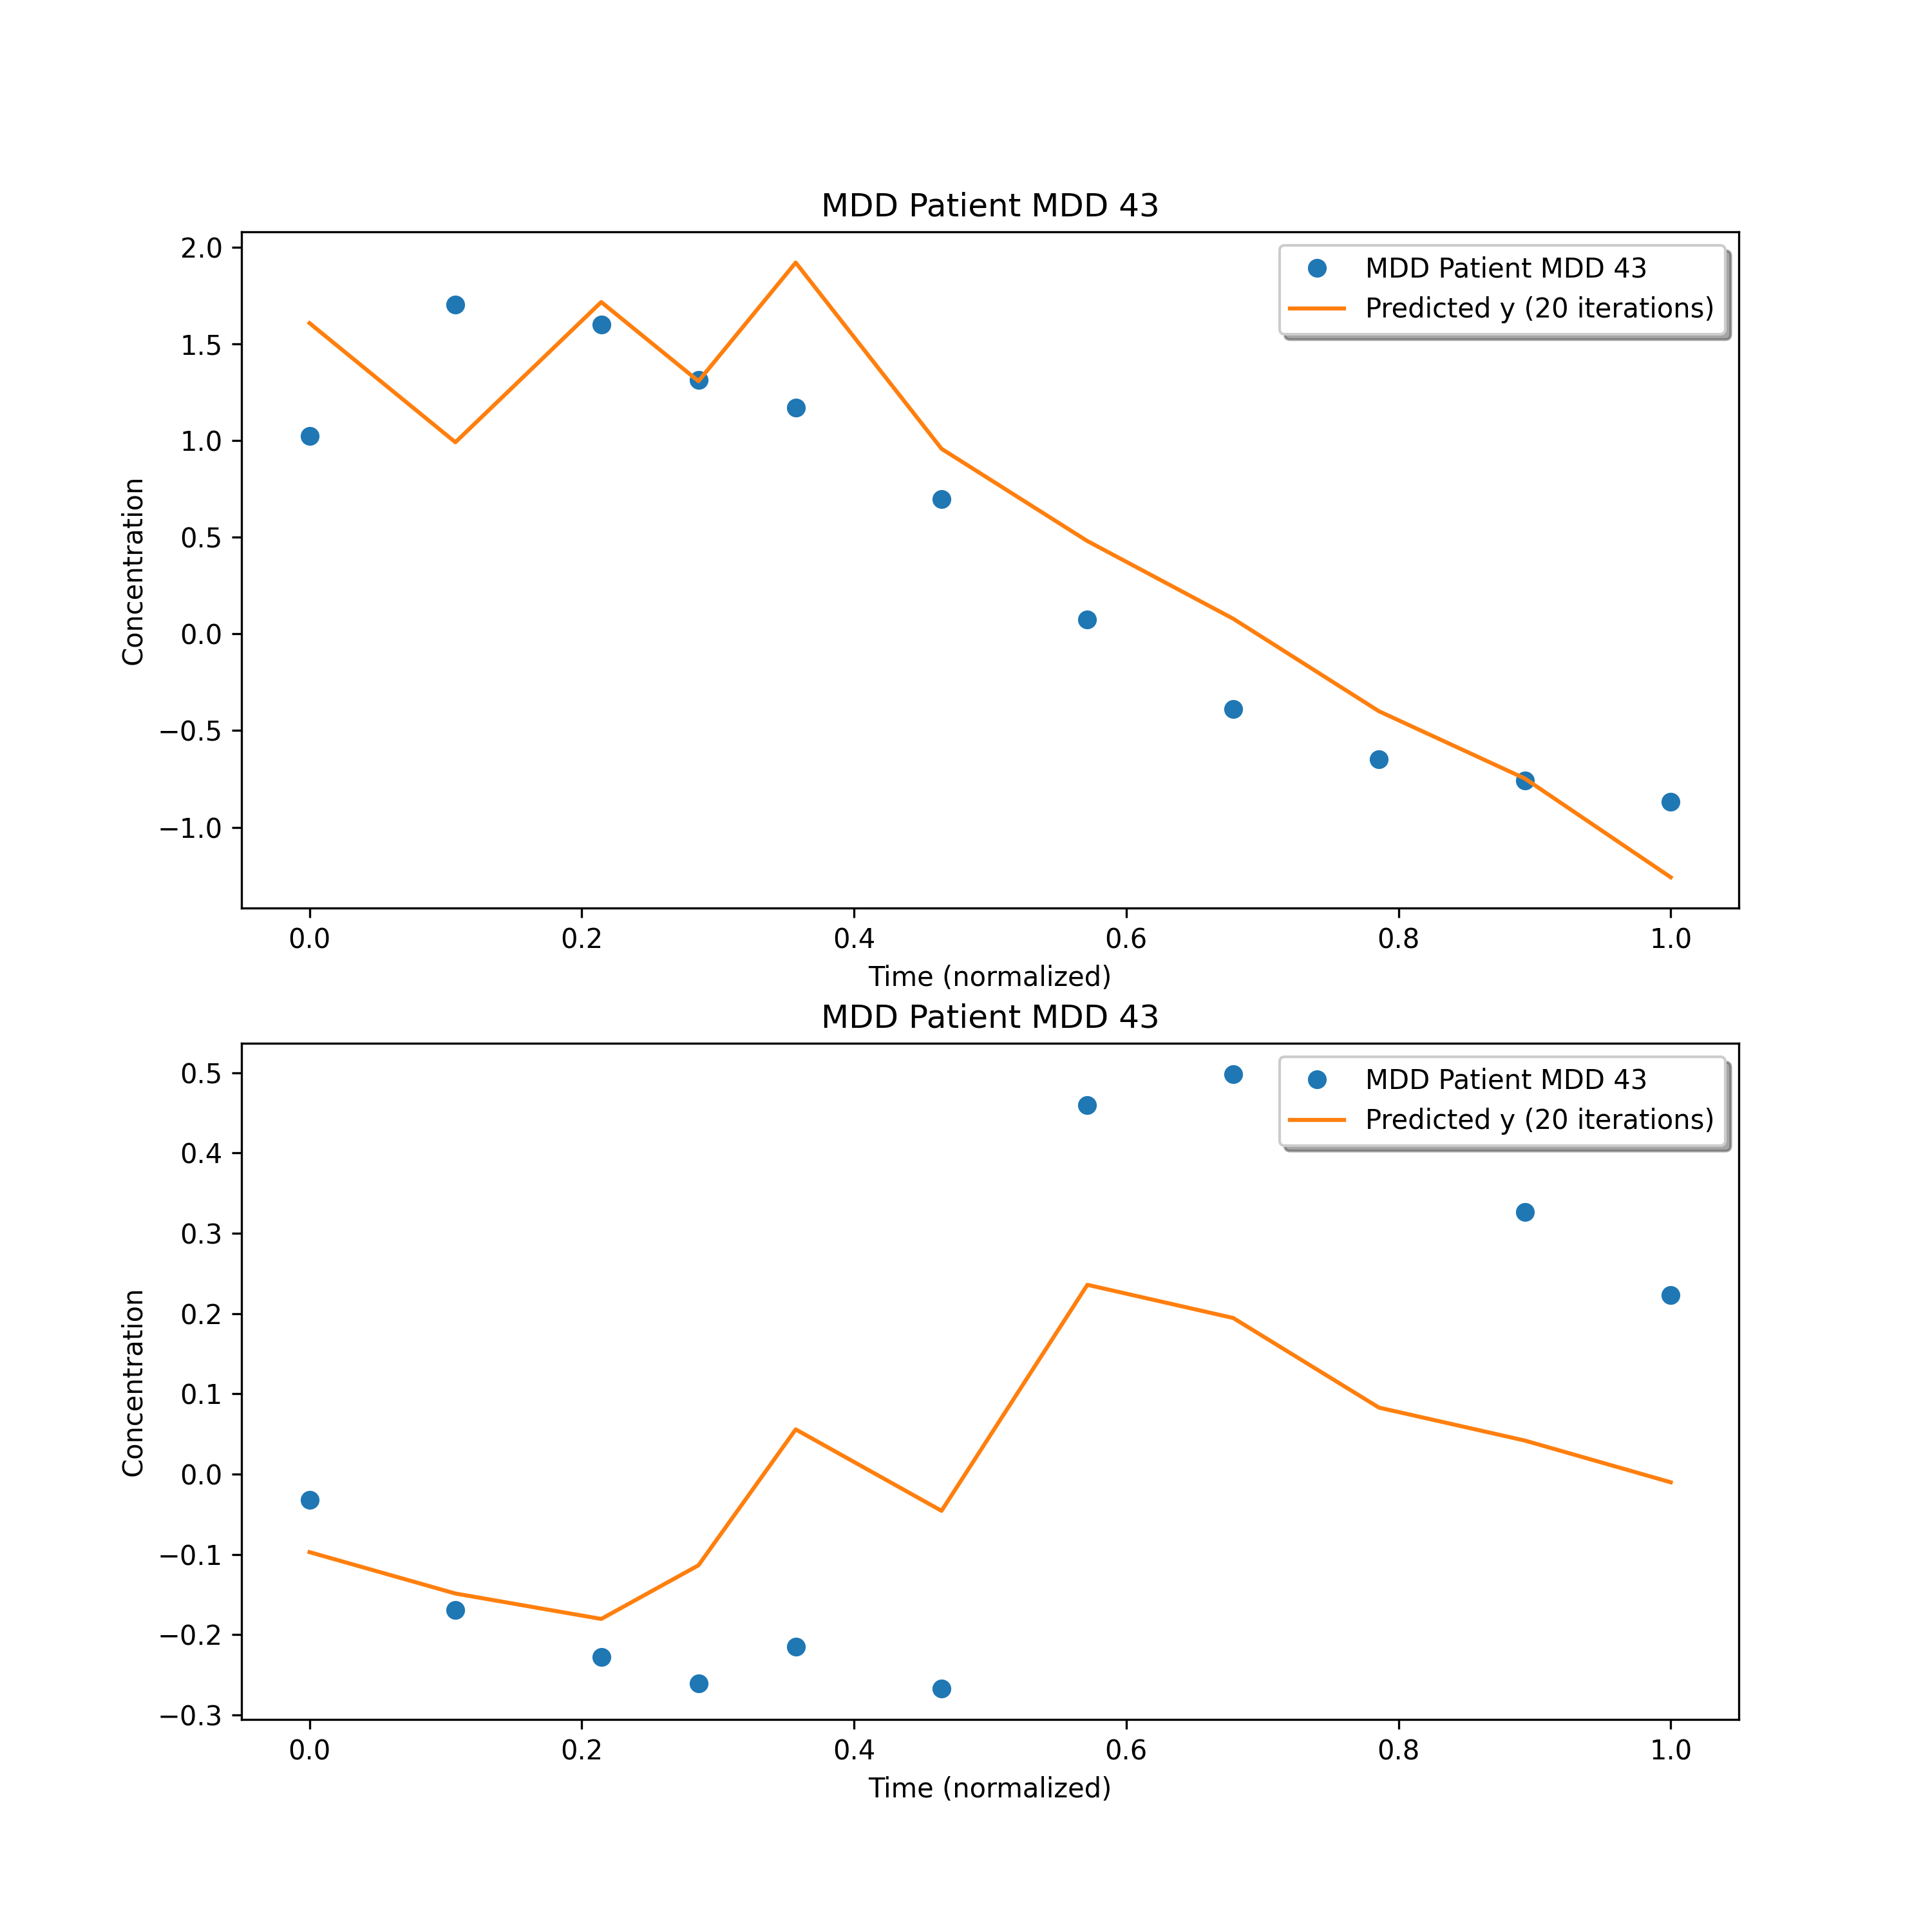 MDD Patient MDD 43
MDD Patient MDD 43
Predicted y (20 iterations)
2.0
1.5
1.0
0.5
0.0
−0.5
−1.0
Concentration
0.0 0.2 0.4 0.6 0.8 1.0
Time (normalized)
MDD Patient MDD 43
MDD Patient MDD 43
Predicted y (20 iterations)
0.5
0.4
0.3
0.2
0.1
0.0
−0.1
−0.2
−0.3
Concentration
0.0 0.2 0.4 0.6 0.8 1.0
Time (normalized)